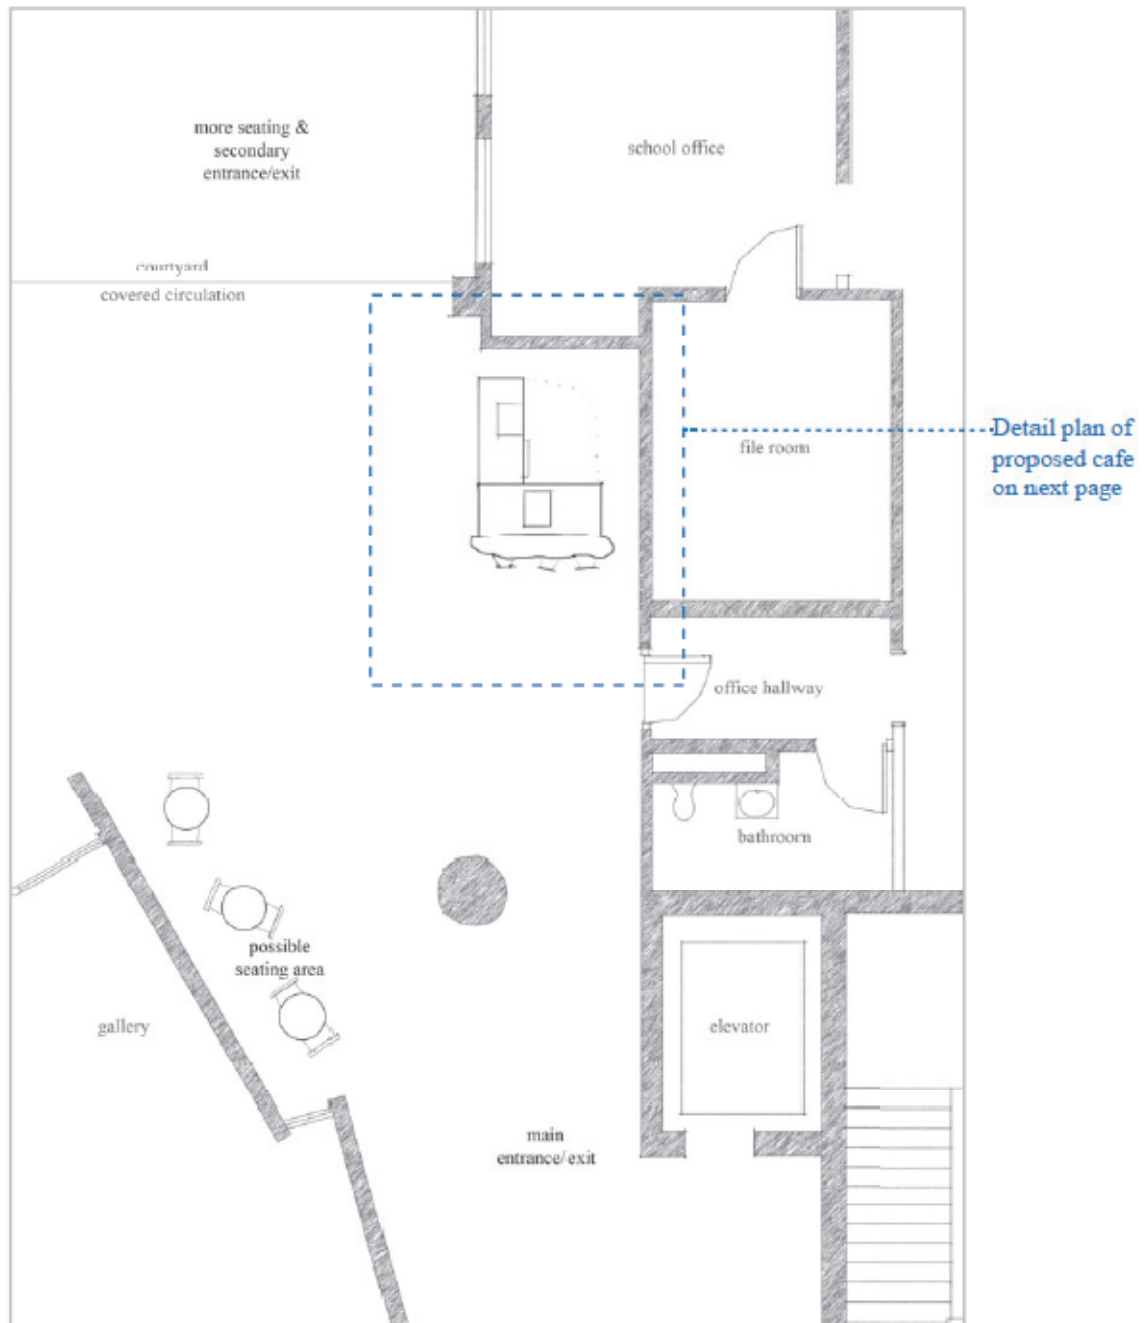 more seating &
secondary
entrance/exit
school office
courtyard
covered circulation
file room
Detail plan of
proposed cafe
on next page
office hallway
bathroom
possible
seating area
gallery
elevator
main
entrance/exit